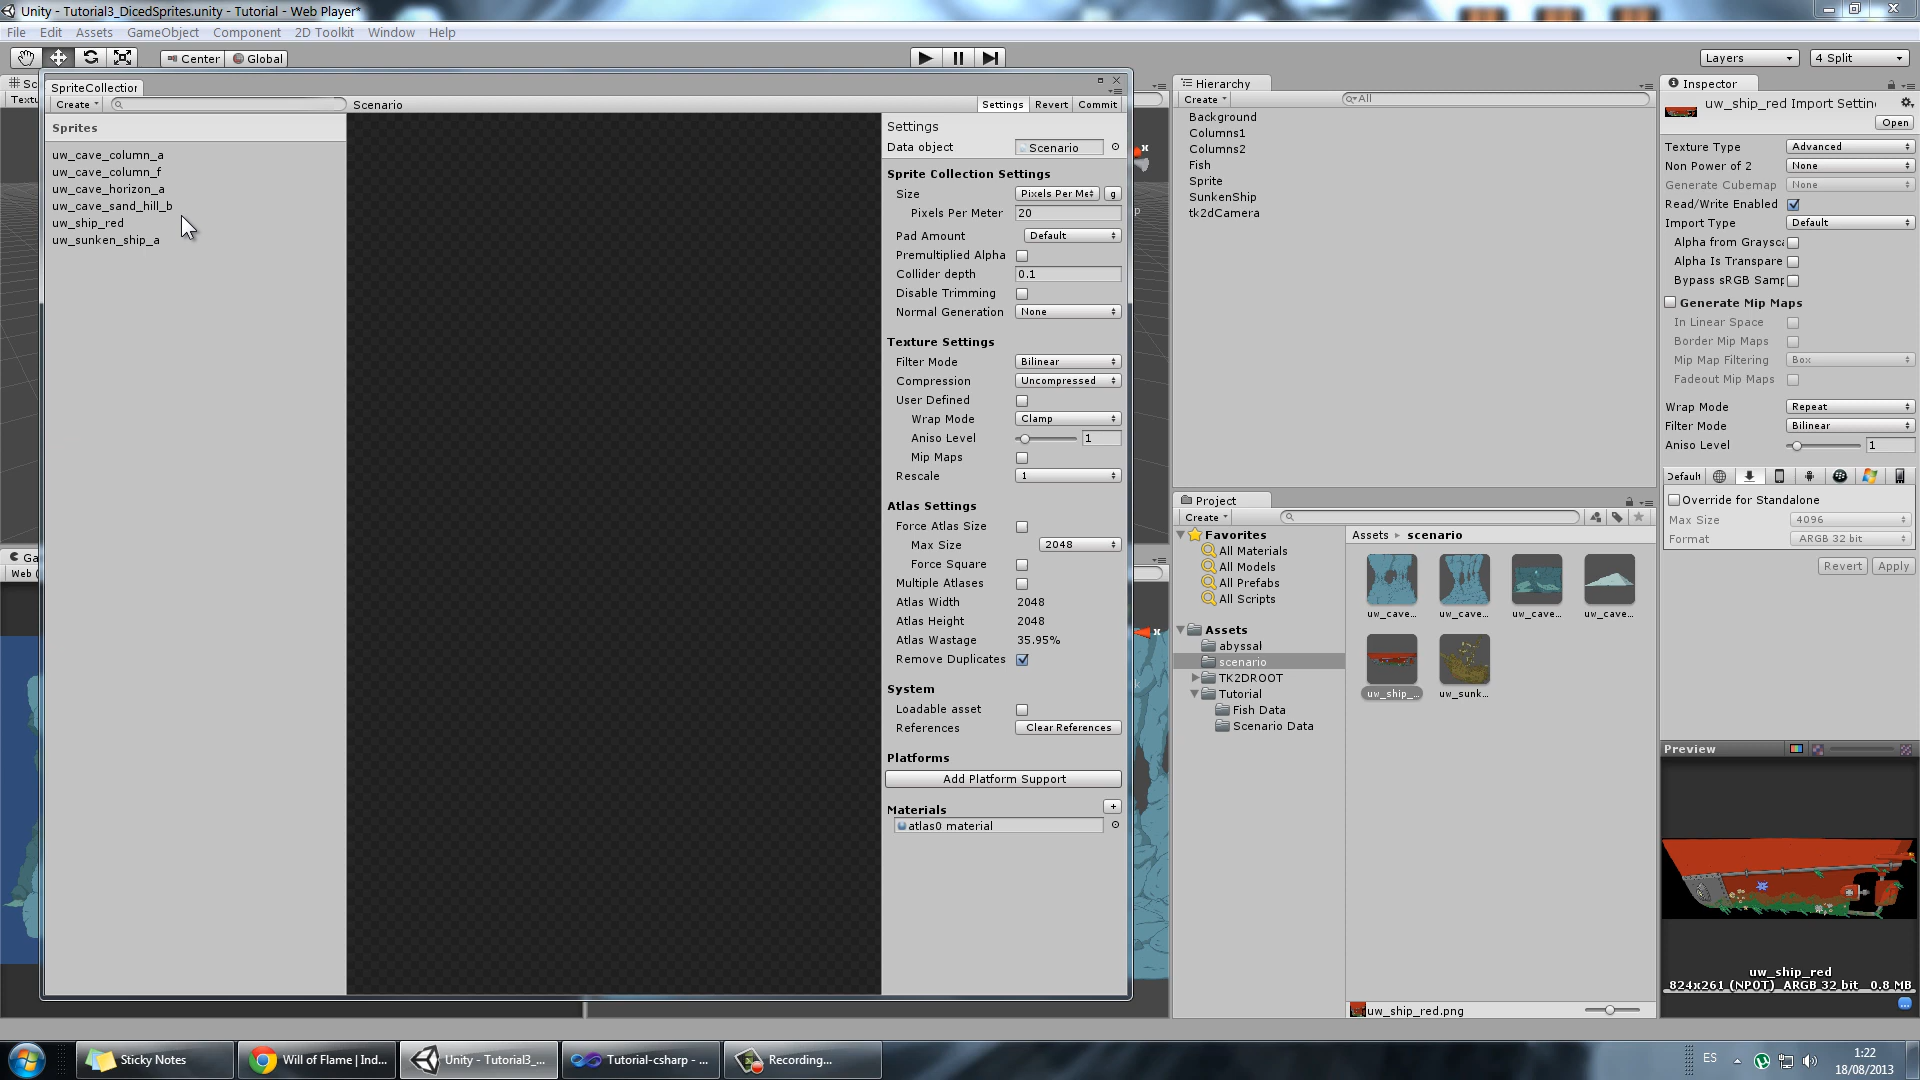 Unity - Tutorial3_DicedSprites.unity - Tutorial - Web Player*
File Edit Assets GameObject Component 2D Toolkit Window Help
Center Global
Layers 4 Split
SpriteCollection
Create Scenario Settings Revert Commit
Sprites
uw_cave_column_a
uw_cave_column_f
uw_cave_horizon_a
uw_cave_sand_hill_b
uw_ship_red
uw_sunken_ship_a
Settings
Data object Scenario
Sprite Collection Settings
Size Pixels Per Met g
Pixels Per Meter 20
Pad Amount Default
Premultiplied Alpha
Collider depth 0.1
Disable Trimming
Normal Generation None
Texture Settings
Filter Mode Bilinear
Compression Uncompressed
User Defined
Wrap Mode Clamp
Aniso Level 1
Mip Maps
Rescale 1
Atlas Settings
Force Atlas Size
Max Size 2048
Force Square
Multiple Atlases
Atlas Width 2048
Atlas Height 2048
Atlas Wastage 35.95%
Remove Duplicates
System
Loadable asset
References Clear References
Platforms
Add Platform Support
Materials +
atlas0 material
Hierarchy
Create All
Background
Columns1
Columns2
Fish
Sprite
SunkenShip
tk2dCamera
Project
Create
Favorites
All Materials
All Models
All Prefabs
All Scripts
Assets
abyssal
scenario
TK2DROOT
Tutorial
Fish Data
Scenario Data
Assets ▸ scenario
uw_cave... uw_cave... uw_cave... uw_cave...
uw_ship_... uw_sunk...
uw_ship_red.png
Inspector
uw_ship_red Import Settin
Open
Texture Type Advanced
Non Power of 2 None
Generate Cubemap None
Read/Write Enabled
Import Type Default
Alpha from Graysca
Alpha Is Transpare
Bypass sRGB Samp
Generate Mip Maps
In Linear Space
Border Mip Maps
Mip Map Filtering Box
Fadeout Mip Maps
Wrap Mode Repeat
Filter Mode Bilinear
Aniso Level 1
Default
Override for Standalone
Max Size 4096
Format ARGB 32 bit
Revert Apply
Preview
uw_ship_red
824x261 (NPOT) ARGB 32 bit 0.8 MB
Sticky Notes
Will of Flame | Ind...
Unity - Tutorial3_...
Tutorial-csharp - ...
Recording...
ES
1:22
18/08/2013